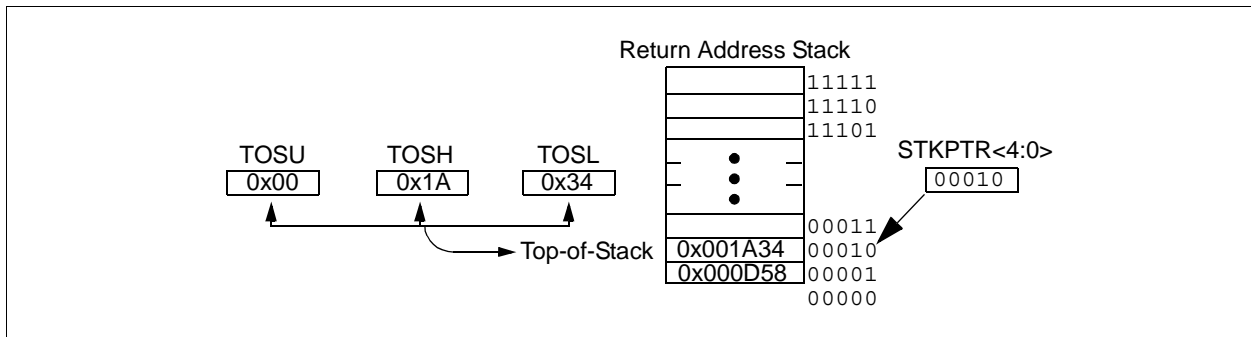 Return Address Stack
11111
11110
11101
TOSU TOSH TOSL STKPTR<4:0>
0x00 0x1A 0x34 00010
00011
Top-of-Stack 0x001A34 00010
0x000D58 00001
00000